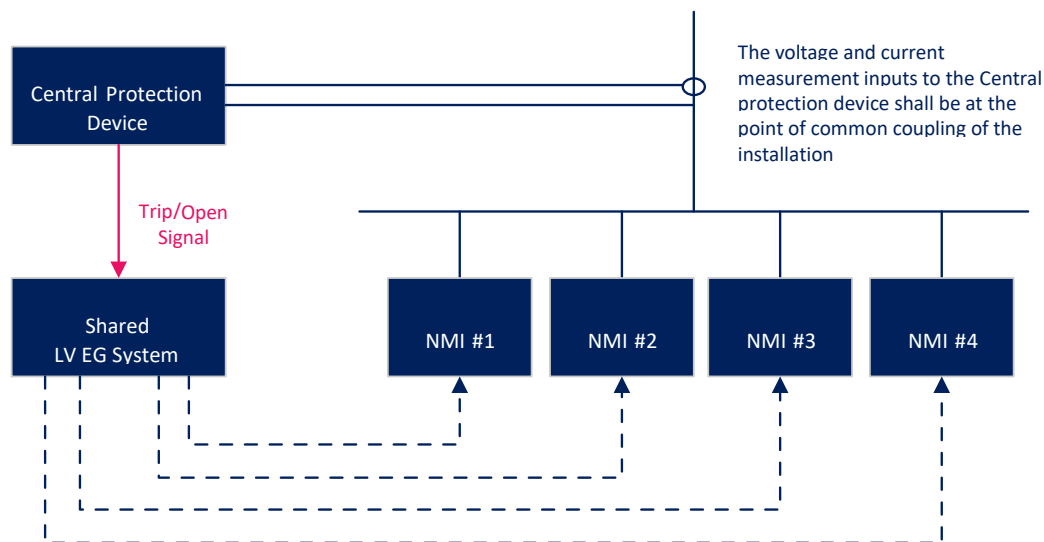 Central Protection
Device
The voltage and current
measurement inputs to the Central
protection device shall be at the
point of common coupling of the
installation
Trip/Open
Signal
Shared
LV EG System
NMI #1
NMI #2
NMI #3
NMI #4